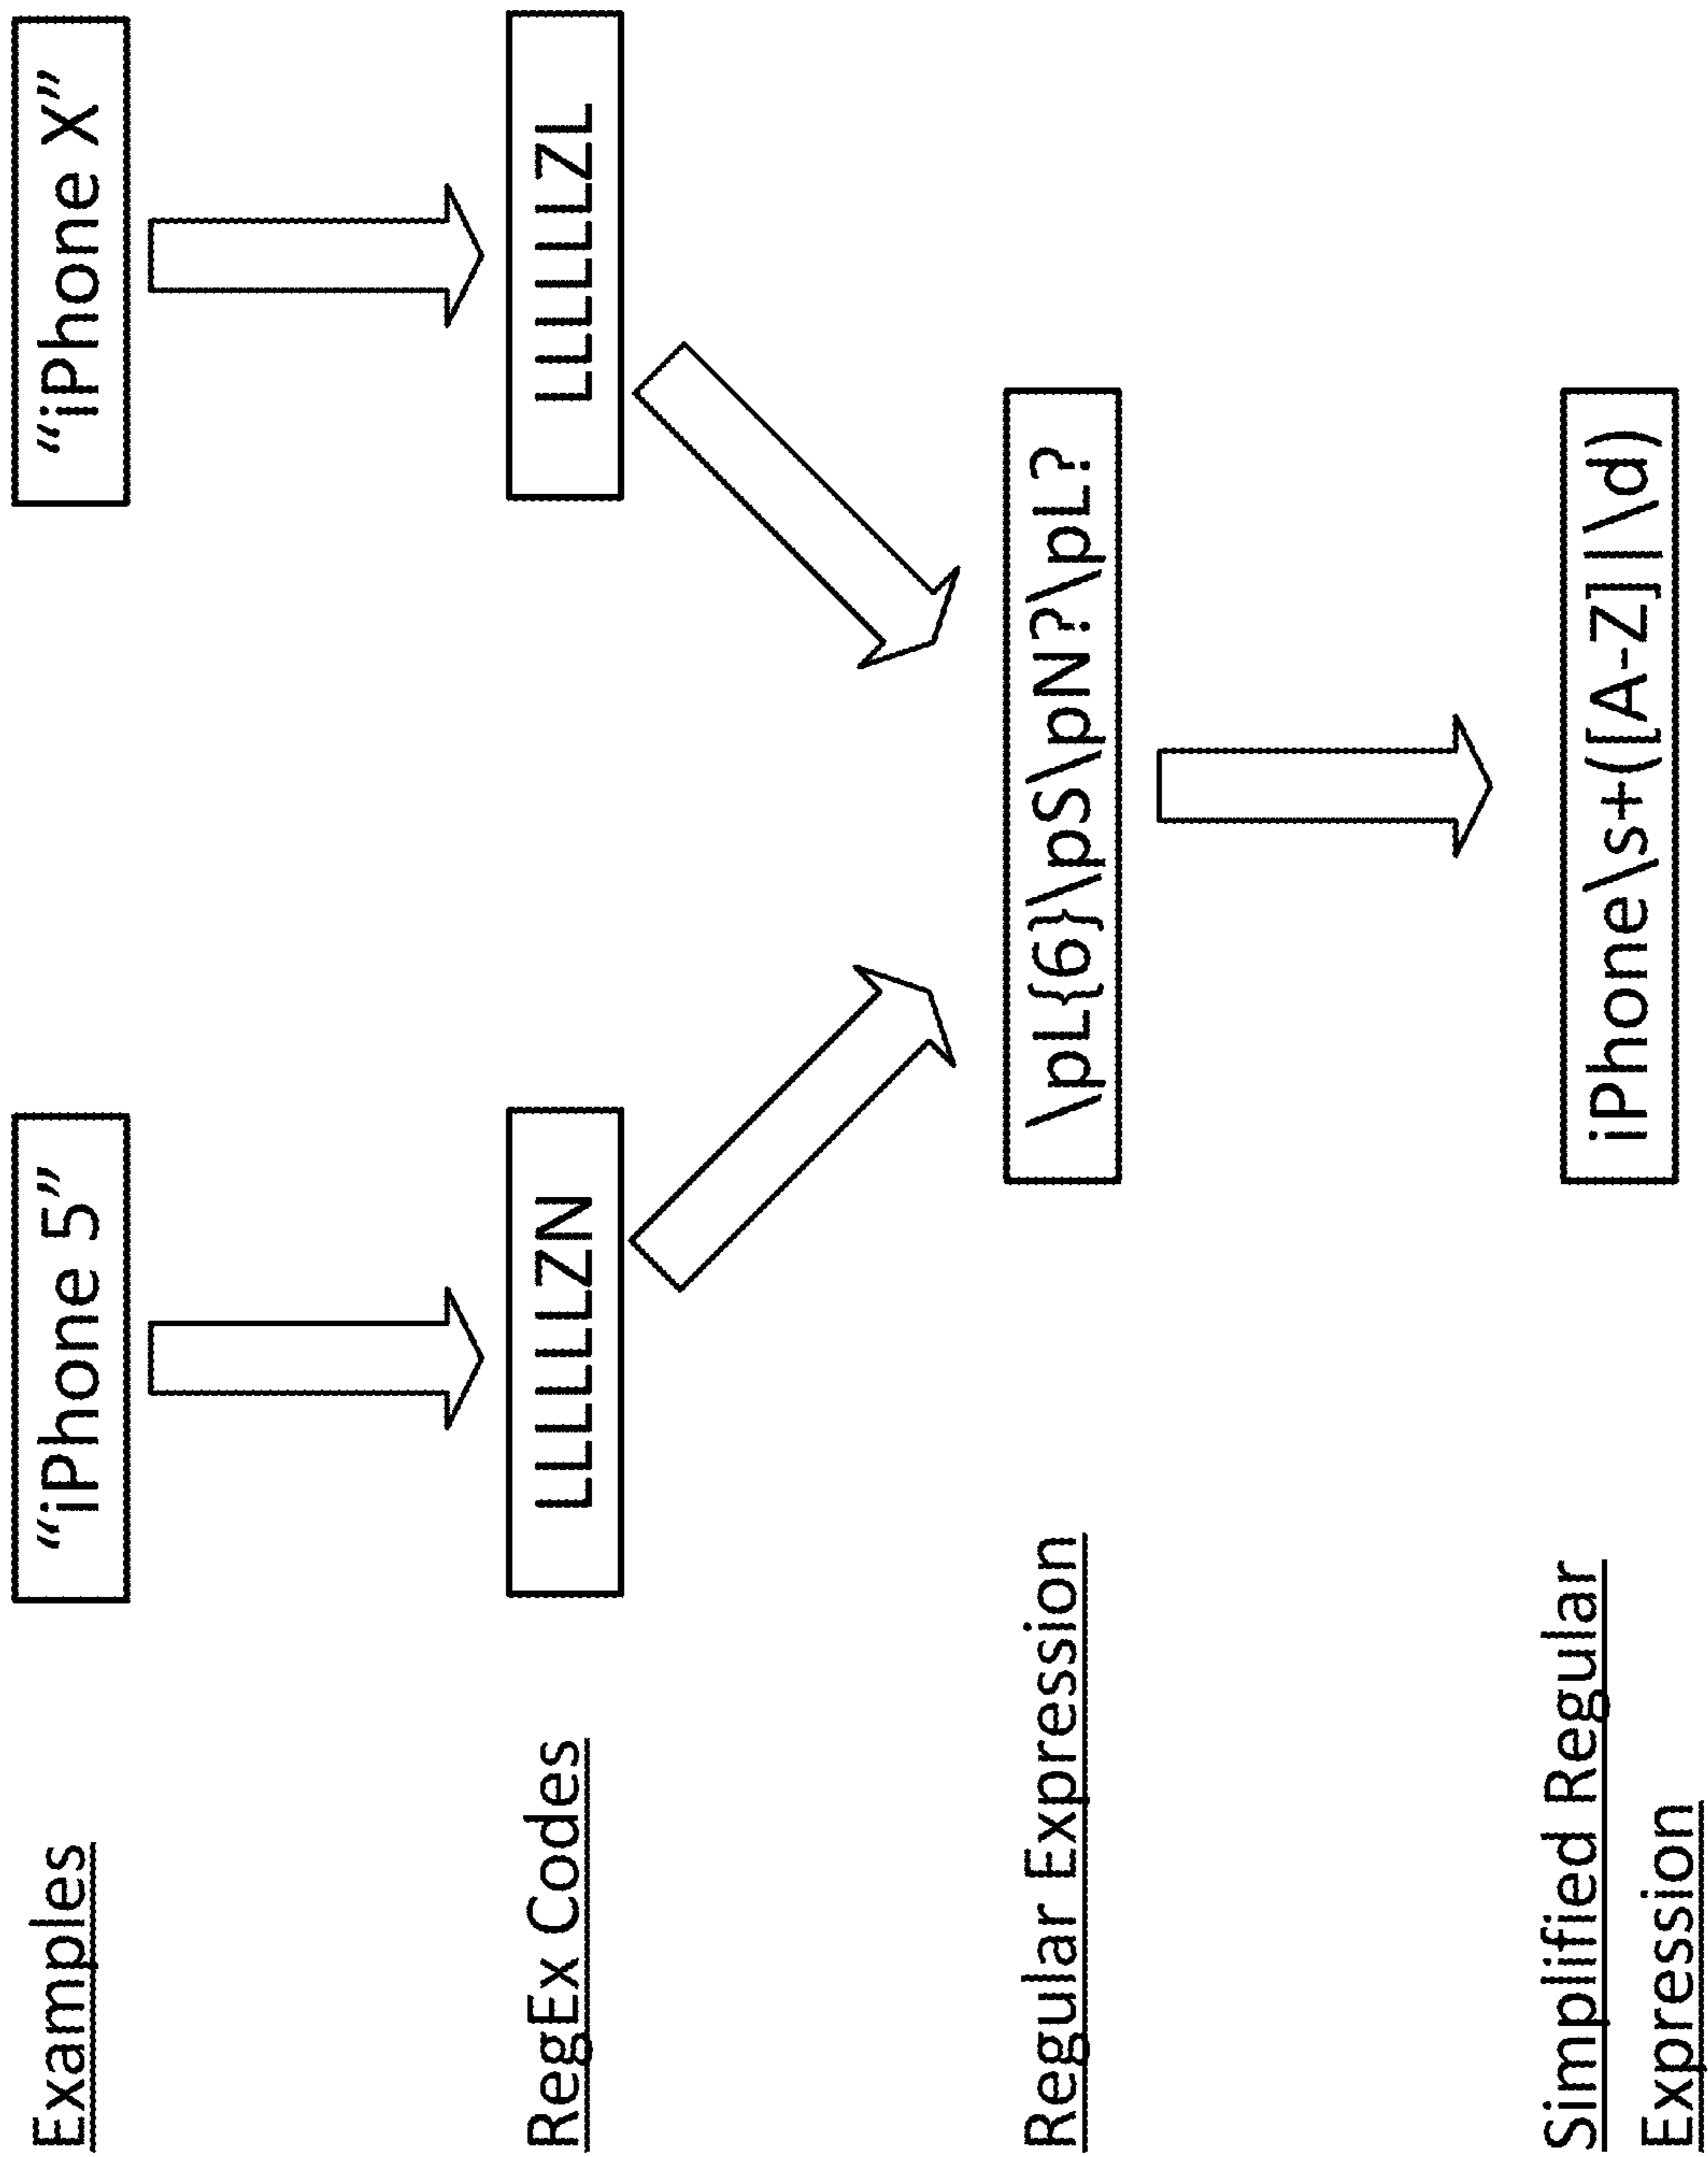 Examples
“iPhone 5”
“iPhone X”
RegEx Codes
LLLLLLZN
LLLLLLZL
Regular Expression
\pL{6}\pS\pN?\pL?
Simplified Regular
Expression
iPhone\s+([A-Z]|\d)